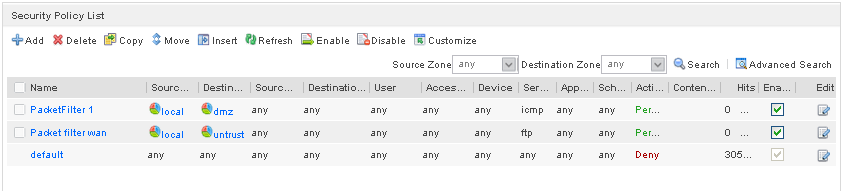 Security Policy List
Add Delete Copy Move Insert Refresh Enable Disable Customize
Source Zone any Destination Zone any Search Advanced Search
Name Sourc... Destin... Sourc... Destinatio... User Acces... Device Ser... App... Sch... Acti... Conten... Hits Ena... Edit
PacketFilter 1 local dmz any any any any any icmp any any Per... 0 ...
Packet filter wan local untrust any any any any any ftp any any Per... 0 ...
default any any any any any any any any any any Deny 305...